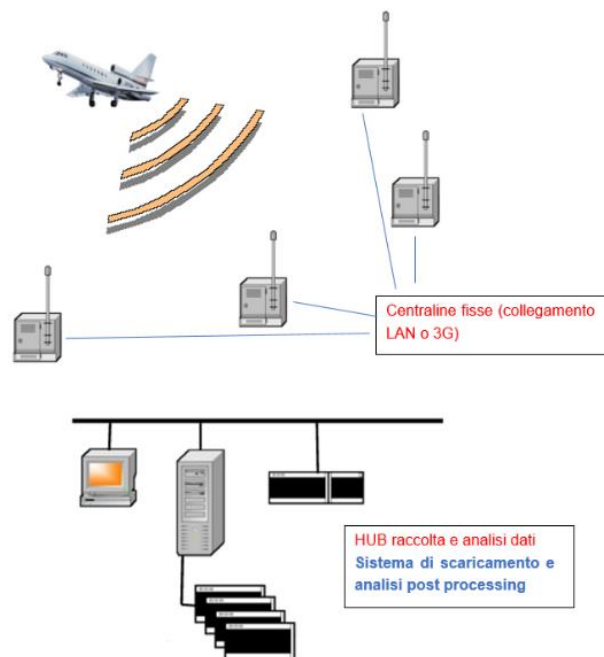 Centraline fisse (collegamento
LAN o 3G)
HUB raccolta e analisi dati
Sistema di scaricamento e
analisi post processing